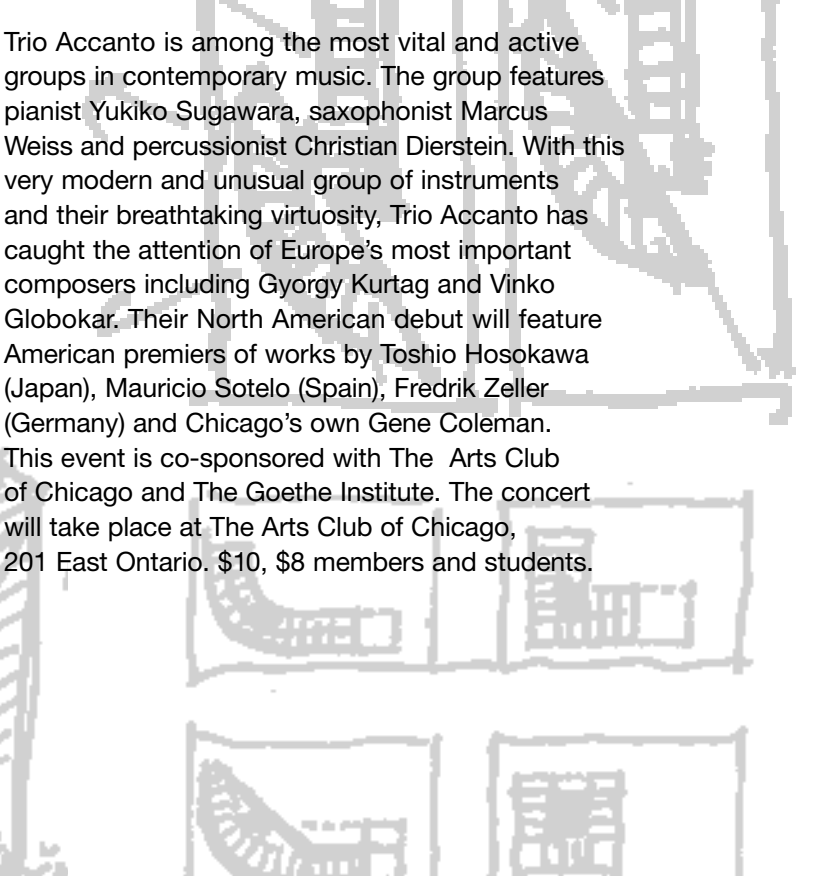 Trio Accanto is among the most vital and active
groups in contemporary music. The group features
pianist Yukiko Sugawara, saxophonist Marcus
Weiss and percussionist Christian Dierstein. With this
very modern and unusual group of instruments
and their breathtaking virtuosity, Trio Accanto has
caught the attention of Europe’s most important
composers including Gyorgy Kurtag and Vinko
Globokar. Their North American debut will feature
American premiers of works by Toshio Hosokawa
(Japan), Mauricio Sotelo (Spain), Fredrik Zeller
(Germany) and Chicago’s own Gene Coleman.
This event is co-sponsored with The  Arts Club
of Chicago and The Goethe Institute. The concert
will take place at The Arts Club of Chicago,
201 East Ontario. $10, $8 members and students.